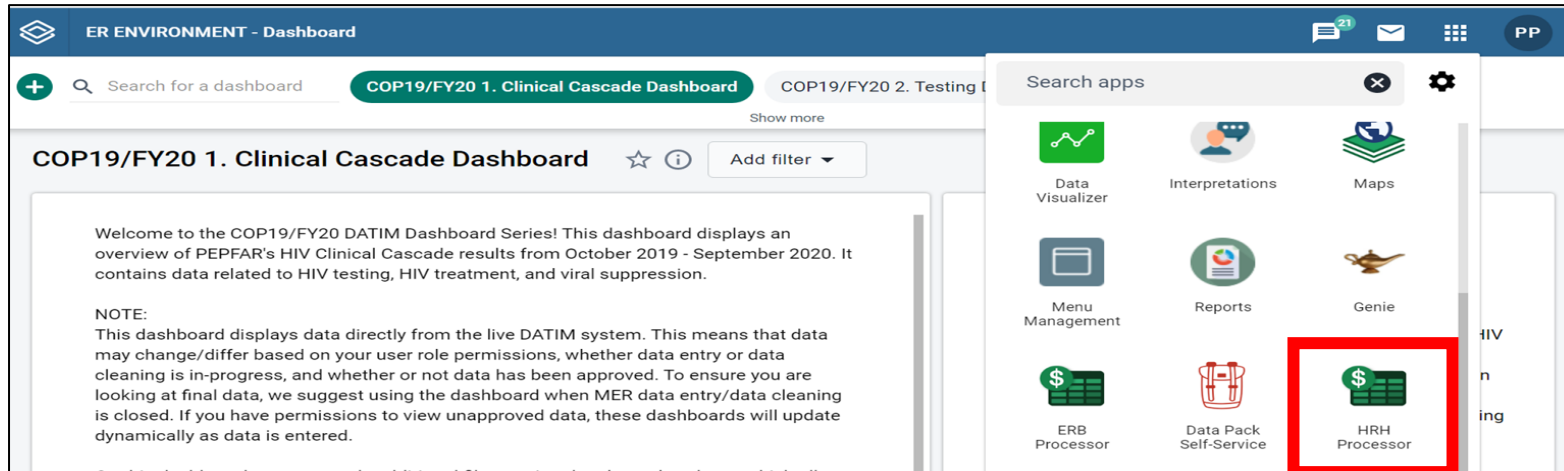 ER ENVIRONMENT - Dashboard
21
PP
Search for a dashboard
COP19/FY20 1. Clinical Cascade Dashboard
COP19/FY20 2. Testing
Show more
Search apps
COP19/FY20 1. Clinical Cascade Dashboard
Add filter
Data
Visualizer
Interpretations
Maps
Welcome to the COP19/FY20 DATIM Dashboard Series! This dashboard displays an
overview of PEPFAR's HIV Clinical Cascade results from October 2019 - September 2020. It
contains data related to HIV testing, HIV treatment, and viral suppression.
NOTE:
This dashboard displays data directly from the live DATIM system. This means that data
may change/differ based on your user role permissions, whether data entry or data
cleaning is in-progress, and whether or not data has been approved. To ensure you are
looking at final data, we suggest using the dashboard when MER data entry/data cleaning
is closed. If you have permissions to view unapproved data, these dashboards will update
dynamically as data is entered.
Menu
Management
Reports
Genie
$
ERB
Processor
Data Pack
Self-Service
$
HRH
Processor
HIV
n
ing